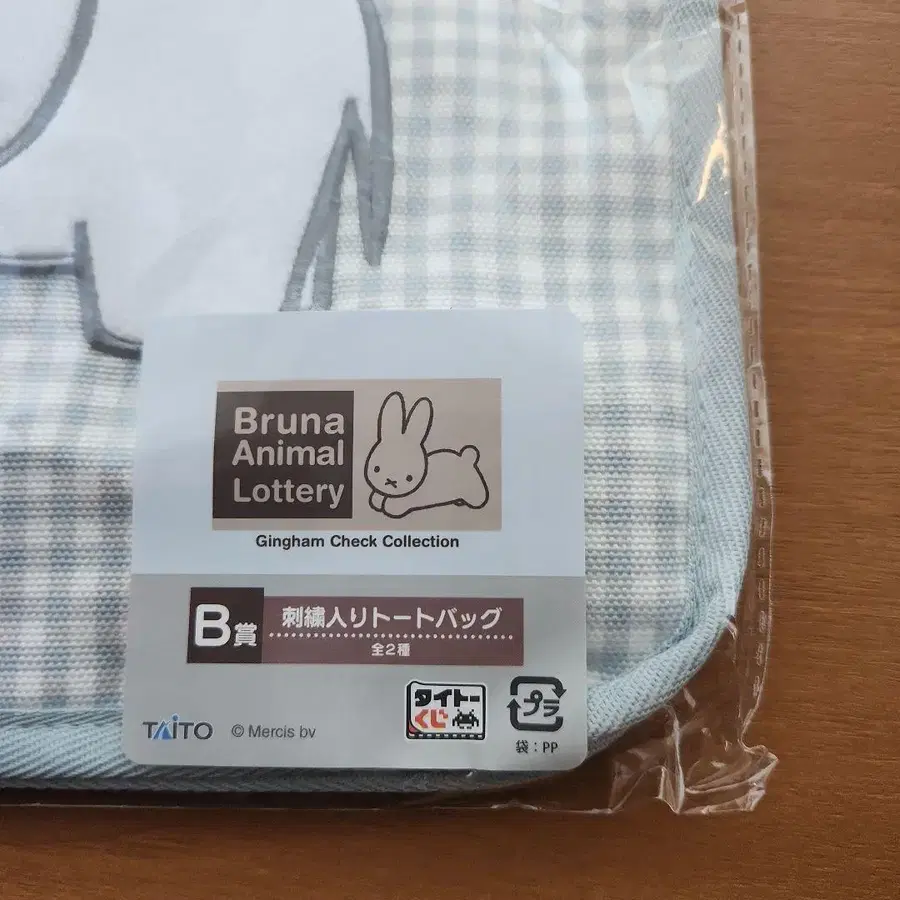 Bruna
Animal
Lottery
Gingham Check Collection
B賞
刺繍入りトートバッグ
全2種
TAITO
© Mercis bv
タイトー
くじ
プラ
袋:PP